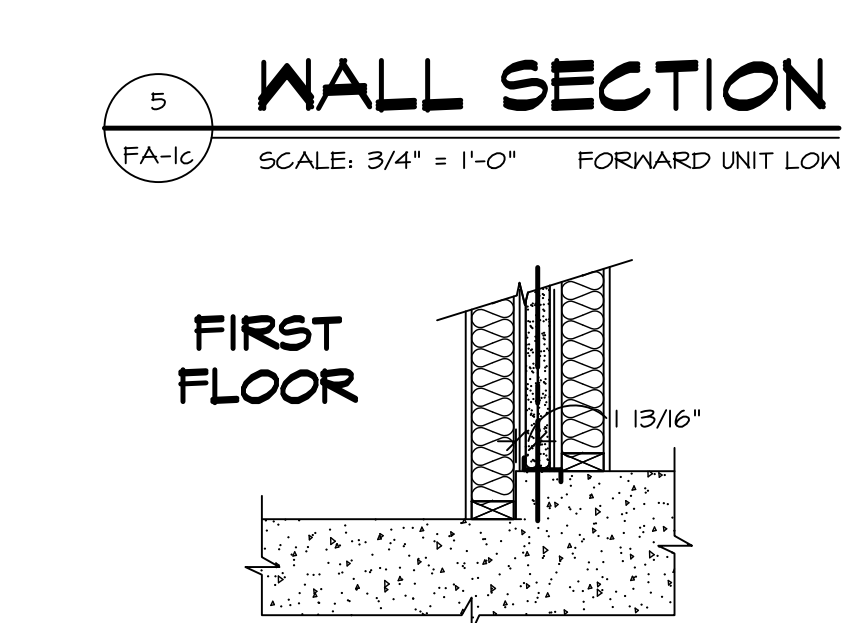 WALL SECTION
5
FA-1c
SCALE: 3/4" = 1'-0"
FORWARD UNIT LOW
FIRST
FLOOR
1 13/16"